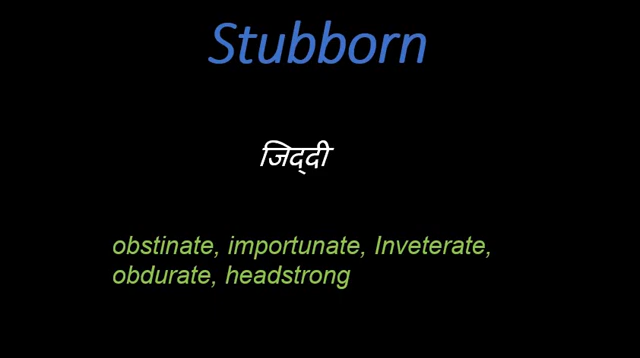 Stubborn
जिद्दी
obstinate, importunate, Inveterate,
obdurate, headstrong